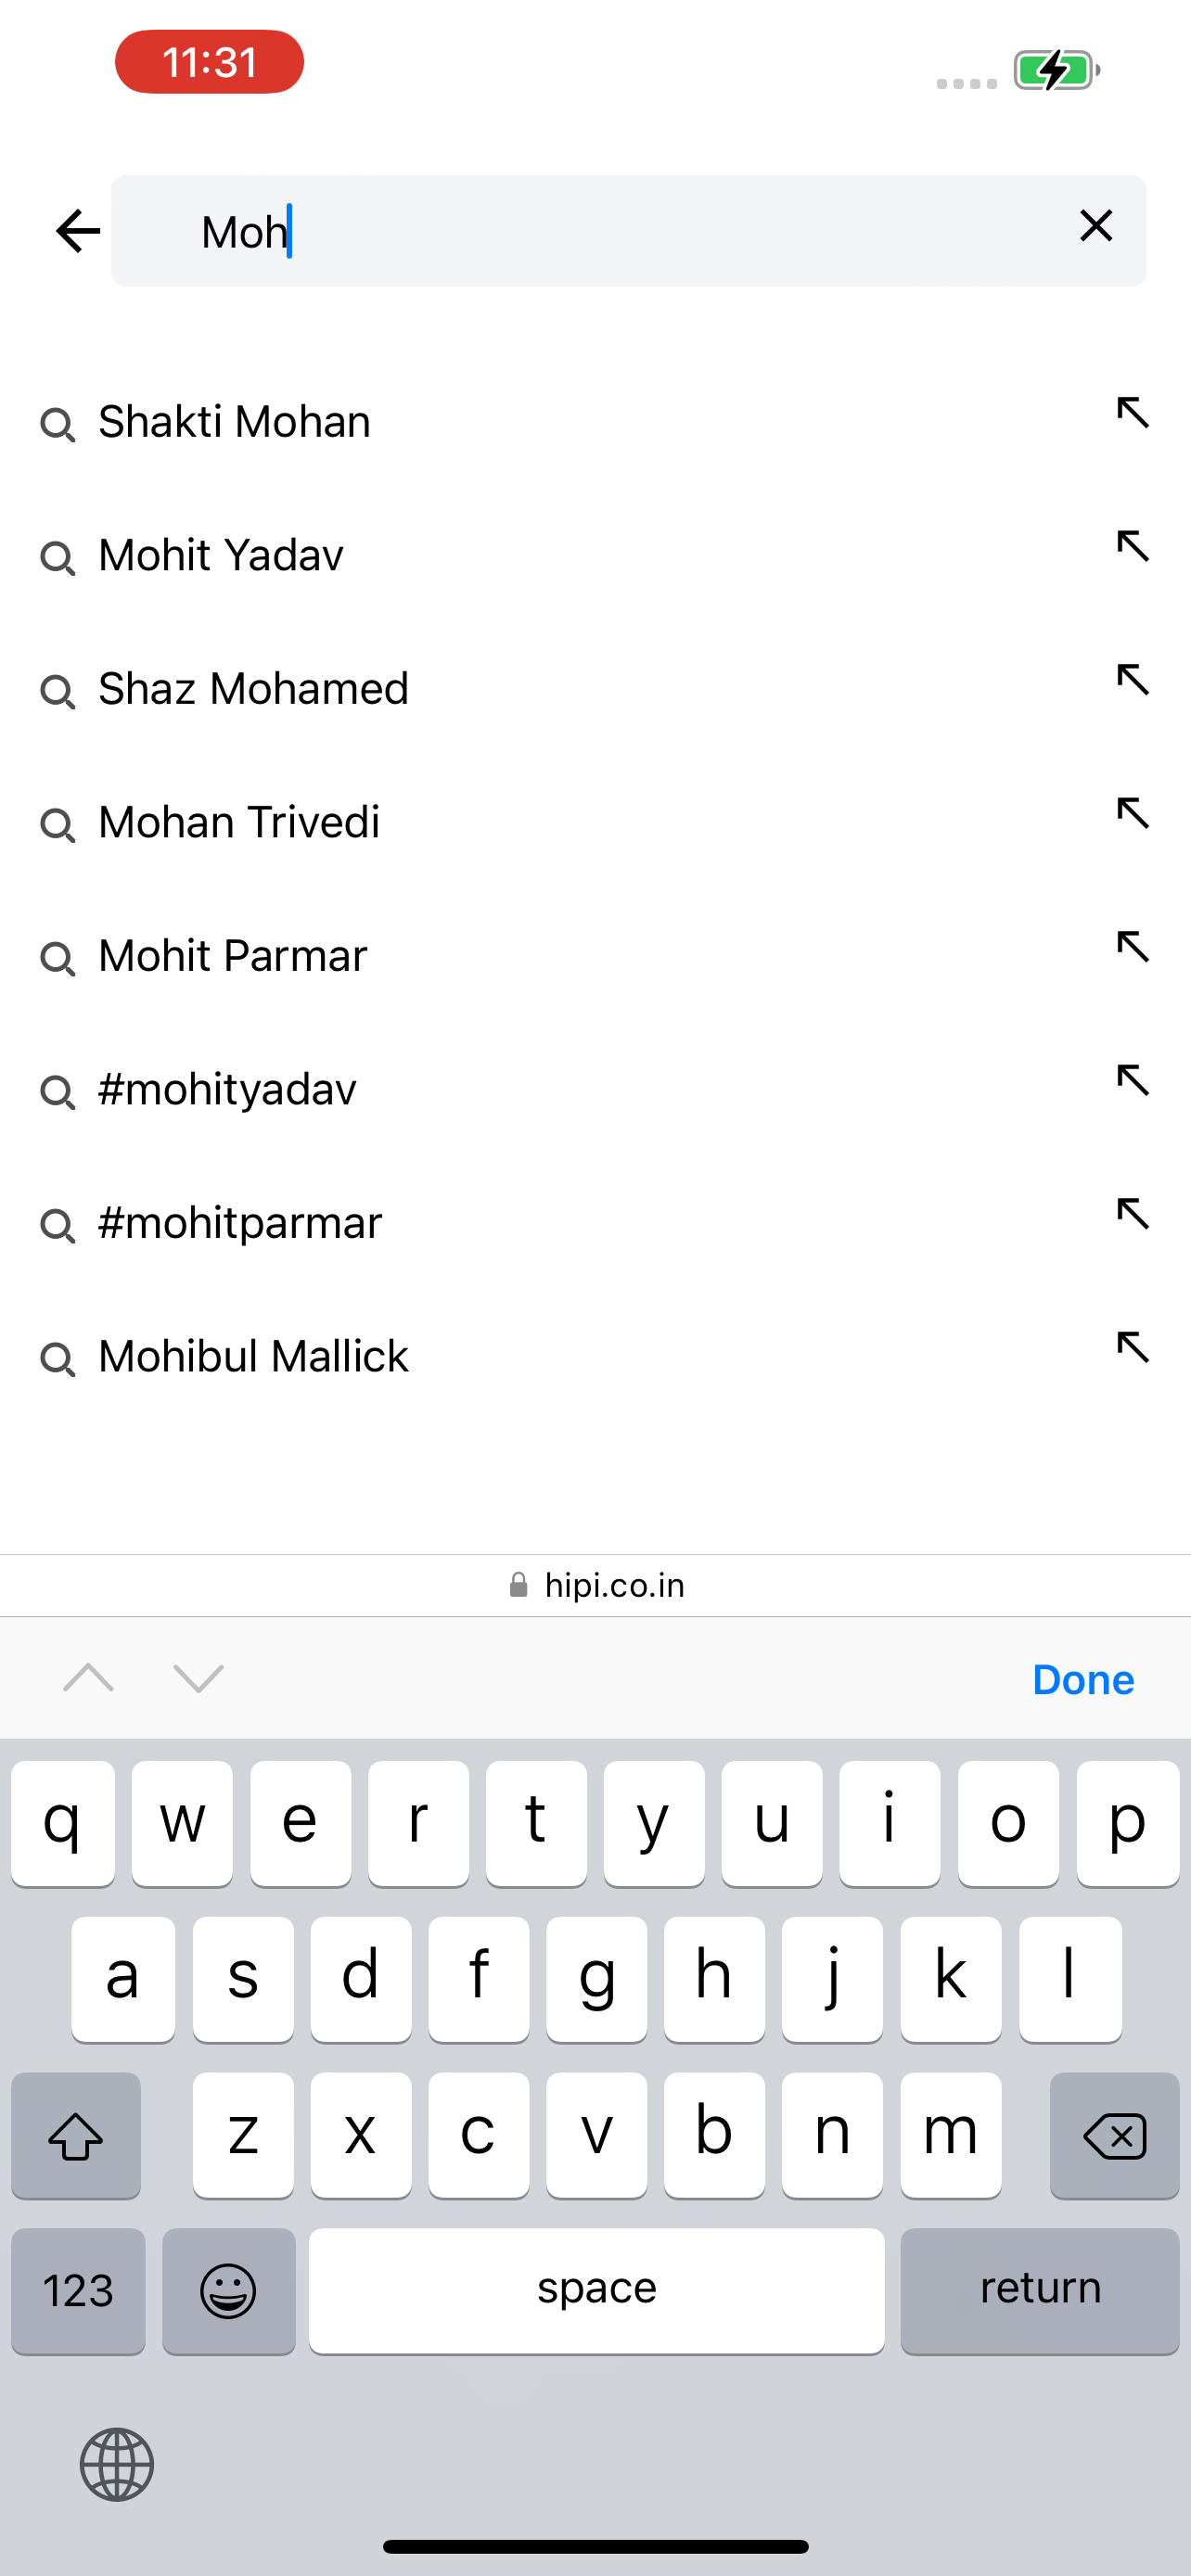 11:31
Moh
Shakti Mohan
Mohit Yadav
Shaz Mohamed
Mohan Trivedi
Mohit Parmar
#mohityadav
#mohitparmar
Mohibul Mallick
hipi.co.in
Done
q w e r t y u i o p
a s d f g h j k l
z x c v b n m
123 space return